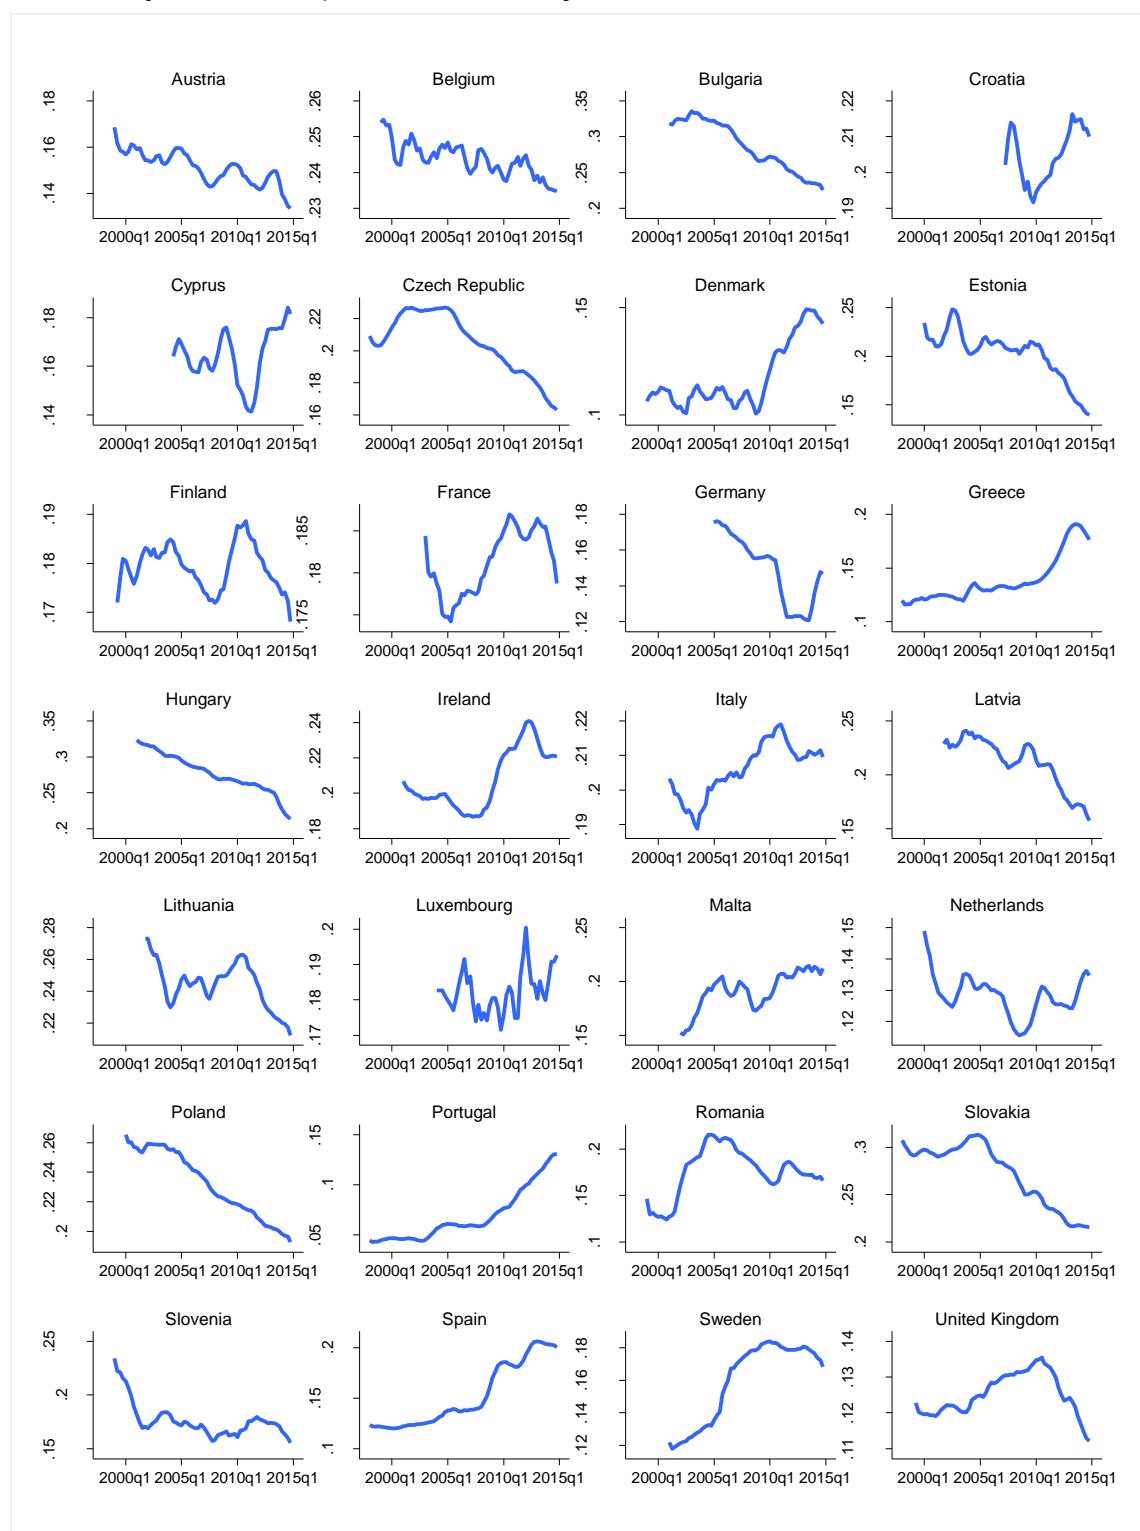 Austria
.14 .16 .18
2000q1 2005q1 2010q1 2015q1
Belgium
.23 .24 .25 .26
2000q1 2005q1 2010q1 2015q1
Bulgaria
.2 .25 .3 .35
2000q1 2005q1 2010q1 2015q1
Croatia
.19 .2 .21 .22
2000q1 2005q1 2010q1 2015q1
Cyprus
.14 .16 .18
2000q1 2005q1 2010q1 2015q1
Czech Republic
.16 .18 .2 .22
2000q1 2005q1 2010q1 2015q1
Denmark
.1 .15
2000q1 2005q1 2010q1 2015q1
Estonia
.15 .2 .25
2000q1 2005q1 2010q1 2015q1
Finland
.17 .18 .19
2000q1 2005q1 2010q1 2015q1
France
.175 .18 .185
2000q1 2005q1 2010q1 2015q1
Germany
.12 .14 .16 .18
2000q1 2005q1 2010q1 2015q1
Greece
.1 .15 .2
2000q1 2005q1 2010q1 2015q1
Hungary
.2 .25 .3 .35
2000q1 2005q1 2010q1 2015q1
Ireland
.18 .2 .22 .24
2000q1 2005q1 2010q1 2015q1
Italy
.19 .2 .21 .22
2000q1 2005q1 2010q1 2015q1
Latvia
.15 .2 .25
2000q1 2005q1 2010q1 2015q1
Lithuania
.22 .24 .26 .28
2000q1 2005q1 2010q1 2015q1
Luxembourg
.17 .18 .19 .2
2000q1 2005q1 2010q1 2015q1
Malta
.15 .2 .25
2000q1 2005q1 2010q1 2015q1
Netherlands
.12 .13 .14 .15
2000q1 2005q1 2010q1 2015q1
Poland
.2 .22 .24 .26
2000q1 2005q1 2010q1 2015q1
Portugal
.05 .1 .15
2000q1 2005q1 2010q1 2015q1
Romania
.1 .15 .2
2000q1 2005q1 2010q1 2015q1
Slovakia
.2 .25 .3
2000q1 2005q1 2010q1 2015q1
Slovenia
.15 .2 .25
2000q1 2005q1 2010q1 2015q1
Spain
.1 .15 .2
2000q1 2005q1 2010q1 2015q1
Sweden
.12 .14 .16 .18
2000q1 2005q1 2010q1 2015q1
United Kingdom
.11 .12 .13 .14
2000q1 2005q1 2010q1 2015q1